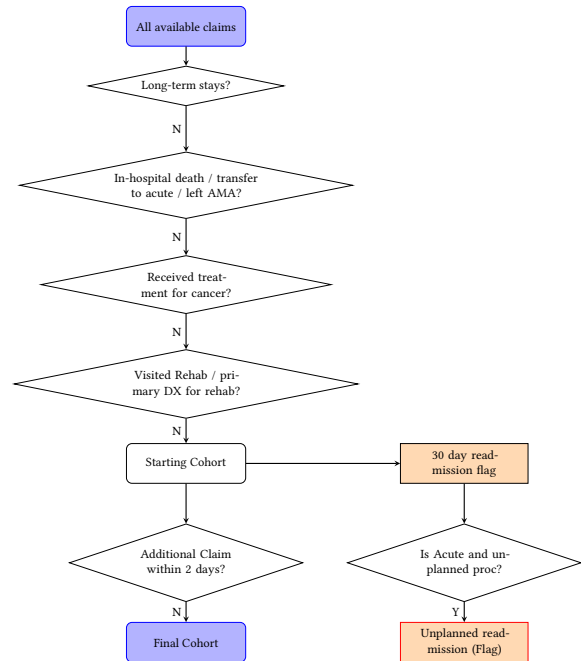 All available claims
Long-term stays?
N
In-hospital death / transfer
to acute / left AMA?
N
Received treat-
ment for cancer?
N
Visited Rehab / pri-
mary DX for rehab?
N
Starting Cohort
30 day read-
mission flag
Additional Claim
within 2 days?
Is Acute and un-
planned proc?
N
Y
Final Cohort
Unplanned read-
mission (Flag)